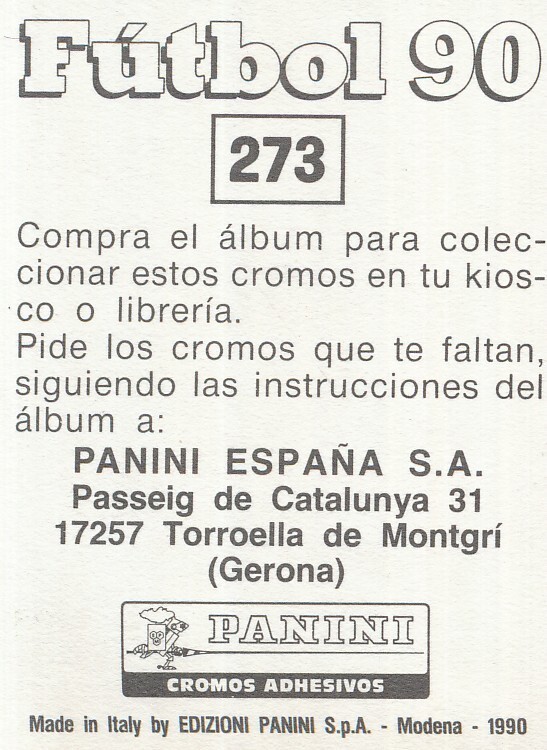 Fútbol 90
273
Compra el álbum para colec-
cionar estos cromos en tu kios-
co o librería.
Pide los cromos que te faltan,
siguiendo las instrucciones del
álbum a:
PANINI ESPAÑA S.A.
Passeig de Catalunya 31
17257 Torroella de Montgrí
(Gerona)
PANINI
CROMOS ADHESIVOS
Made in Italy by EDIZIONI PANINI S.p.A. - Modena - 1990